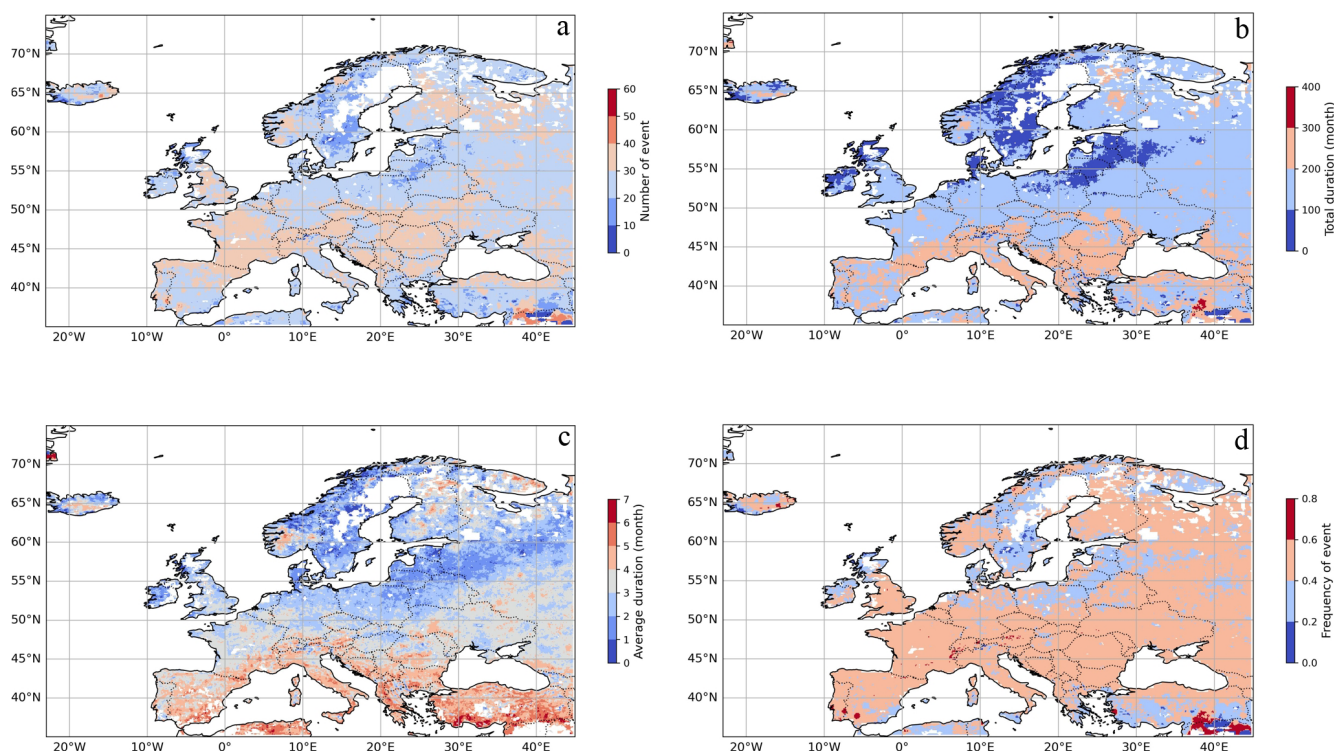 a
70°N
65°N
60°N
55°N
50°N
45°N
40°N
20°W
10°W
0°
10°E
20°E
30°E
40°E
60
50
40
30
20
10
0
Number of event
b
70°N
65°N
60°N
55°N
50°N
45°N
40°N
20°W
10°W
0°
10°E
20°E
30°E
40°E
400
300
200
100
0
Total duration (month)
c
70°N
65°N
60°N
55°N
50°N
45°N
40°N
20°W
10°W
0°
10°E
20°E
30°E
40°E
7
6
5
4
3
2
1
0
Average duration (month)
d
70°N
65°N
60°N
55°N
50°N
45°N
40°N
20°W
10°W
0°
10°E
20°E
30°E
40°E
0.8
0.6
0.4
0.2
0.0
Frequency of event